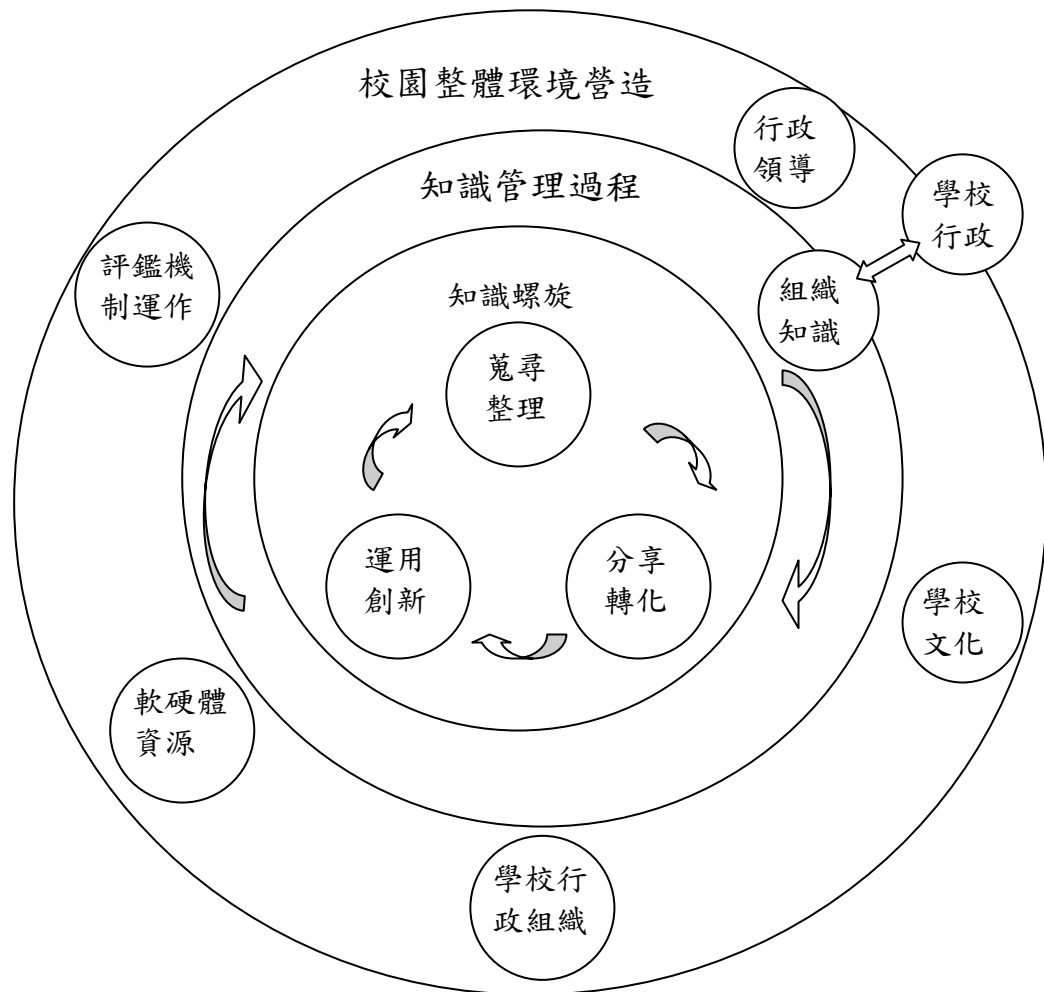 校園整體環境營造
行政
領導
知識管理過程
學校
行政
評鑑機
制運作
組織
知識
知識螺旋
蒐尋
整理
運用
創新
分享
轉化
學校
文化
軟硬體
資源
學校行
政組織